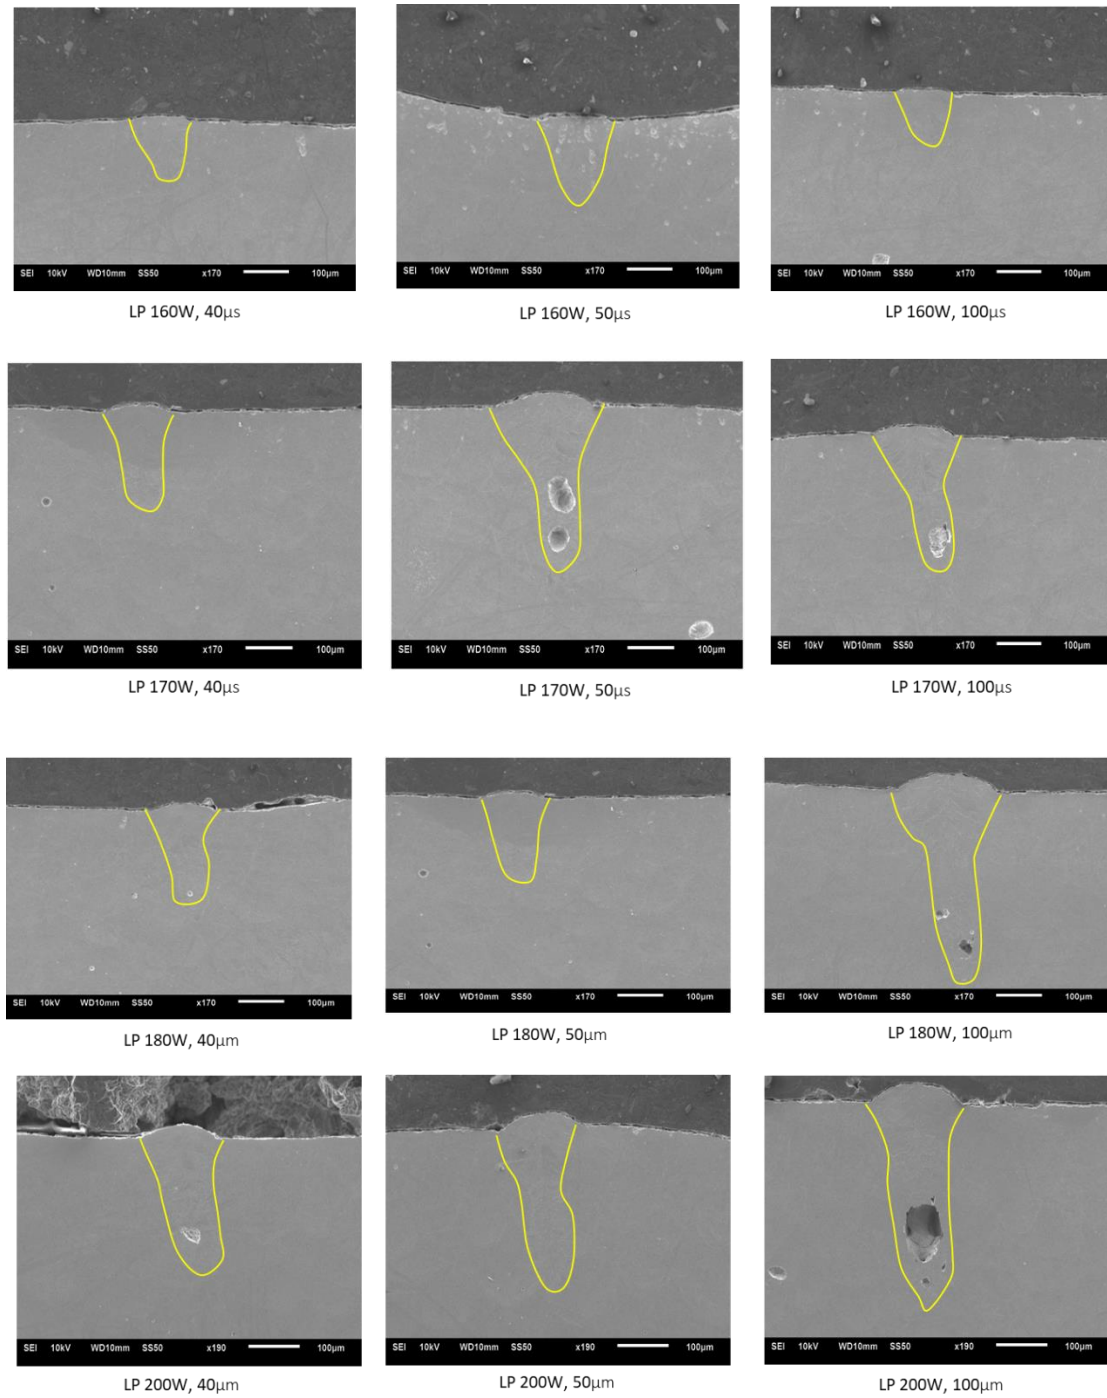 SEI 10kV WD10mm SS50 x170 100µm
SEI 10kV WD10mm SS50 x170 100µm
SEI 10kV WD10mm SS50 x170 100µm
LP 160W, 40µs
LP 160W, 50µs
LP 160W, 100µs
SEI 10kV WD10mm SS50 x170 100µm
SEI 10kV WD10mm SS50 x170 100µm
SEI 10kV WD10mm SS50 x170 100µm
LP 170W, 40µs
LP 170W, 50µs
LP 170W, 100µs
SEI 10kV WD10mm SS50 x170 100µm
SEI 10kV WD10mm SS50 x170 100µm
SEI 10kV WD10mm SS50 x170 100µm
LP 180W, 40µm
LP 180W, 50µm
LP 180W, 100µm
SEI 10kV WD10mm SS50 x190 100µm
SEI 10kV WD10mm SS50 x190 100µm
SEI 10kV WD10mm SS50 x190 100µm
LP 200W, 40µm
LP 200W, 50µm
LP 200W, 100µm